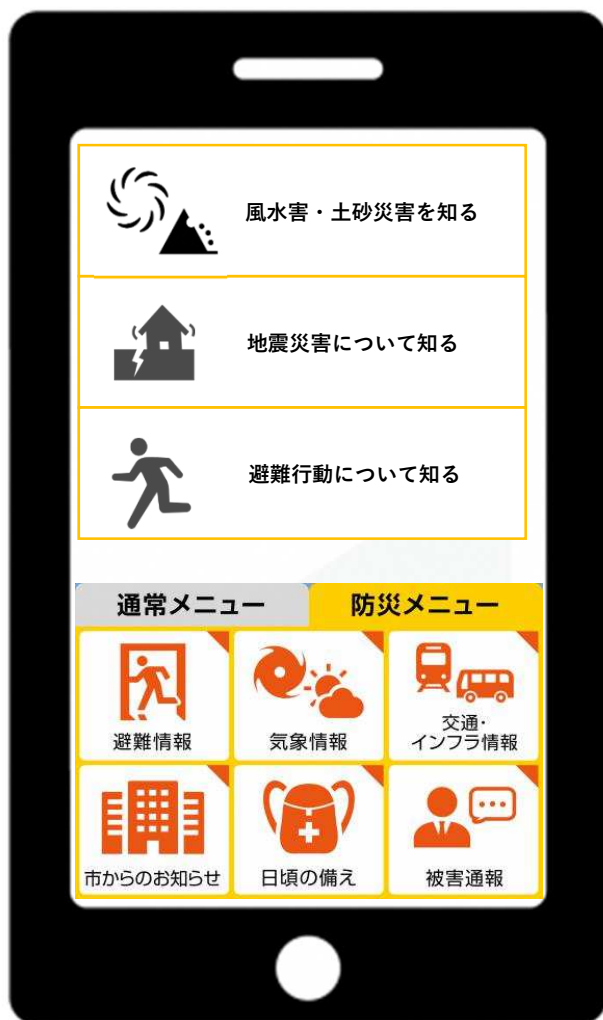 風水害・土砂災害を知る
地震災害について知る
避難行動について知る
通常メニュー
防災メニュー
避難情報
気象情報
交通・
インフラ情報
市からのお知らせ
日頃の備え
被害通報